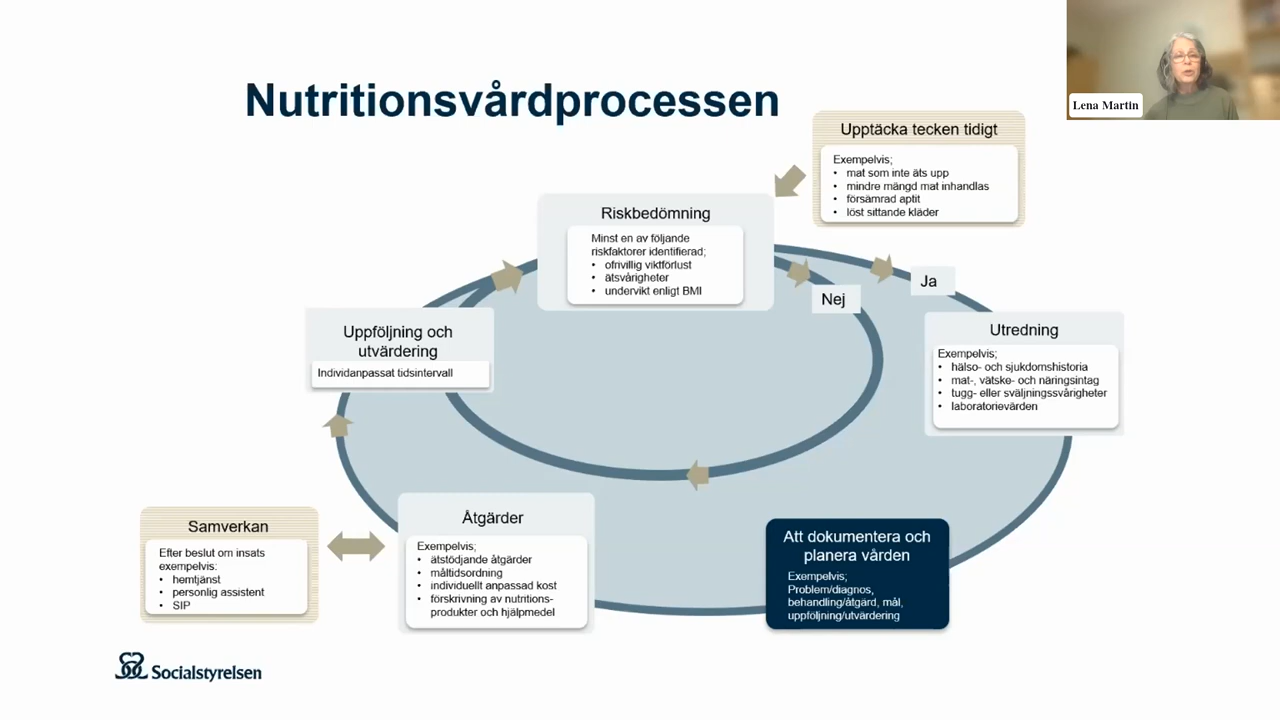 Lena Martin
Nutritionsvårdprocessen
Upptäcka tecken tidigt
Exempelvis;
• mat som inte äts upp
• mindre mängd mat inhandlas
• försämrad aptit
• löst sittande kläder
Riskbedömning
Minst en av följande
riskfaktorer identifierad;
• ofrivillig viktförlust
• ätsvårigheter
• undervikt enligt BMI
Ja
Nej
Utredning
Exempelvis;
• hälso- och sjukdomshistoria
• mat-, vätske- och näringsintag
• tugg- eller sväljningssvårigheter
• laboratorievärden
Uppföljning och
utvärdering
Individanpassat tidsintervall
Att dokumentera och
planera vården
Exempelvis;
Problem/diagnos,
behandling/åtgärd, mål,
uppföljning/utvärdering
Åtgärder
Exempelvis;
• ätstödjande åtgärder
• måltidsordning
• individuellt anpassad kost
• förskrivning av nutritions-
produkter och hjälpmedel
Samverkan
Efter beslut om insats
exempelvis:
• hemtjänst
• personlig assistent
• SIP
Socialstyrelsen